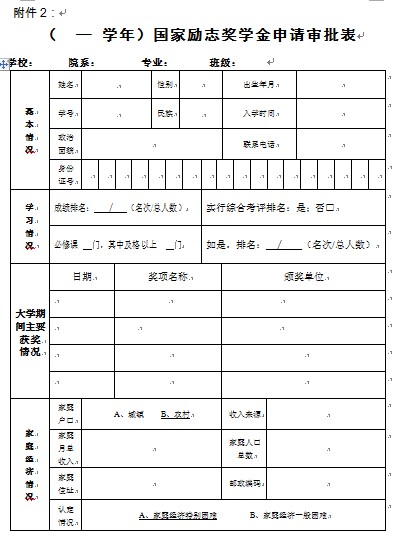 附件2：
（ — 学年）国家励志奖学金申请审批表
学校： 院系： 专业： 班级：
基本情况
姓名 性别 出生年月
学号 民族 入学时间
政治面貌 联系电话
身份证号
学习情况
成绩排名： / （名次/总人数） 实行综合考评排名：是；否□
必修课 门，其中及格以上 门 如是，排名： / （名次/总人数）
大学期间主要获奖情况
日期 奖项名称 颁奖单位
家庭经济情况
家庭户口 A、城镇 B、农村 收入来源
家庭月总收入 家庭人口总数
家庭住址 邮政编码
认定情况 A、家庭经济特别困难 B、家庭经济一般困难